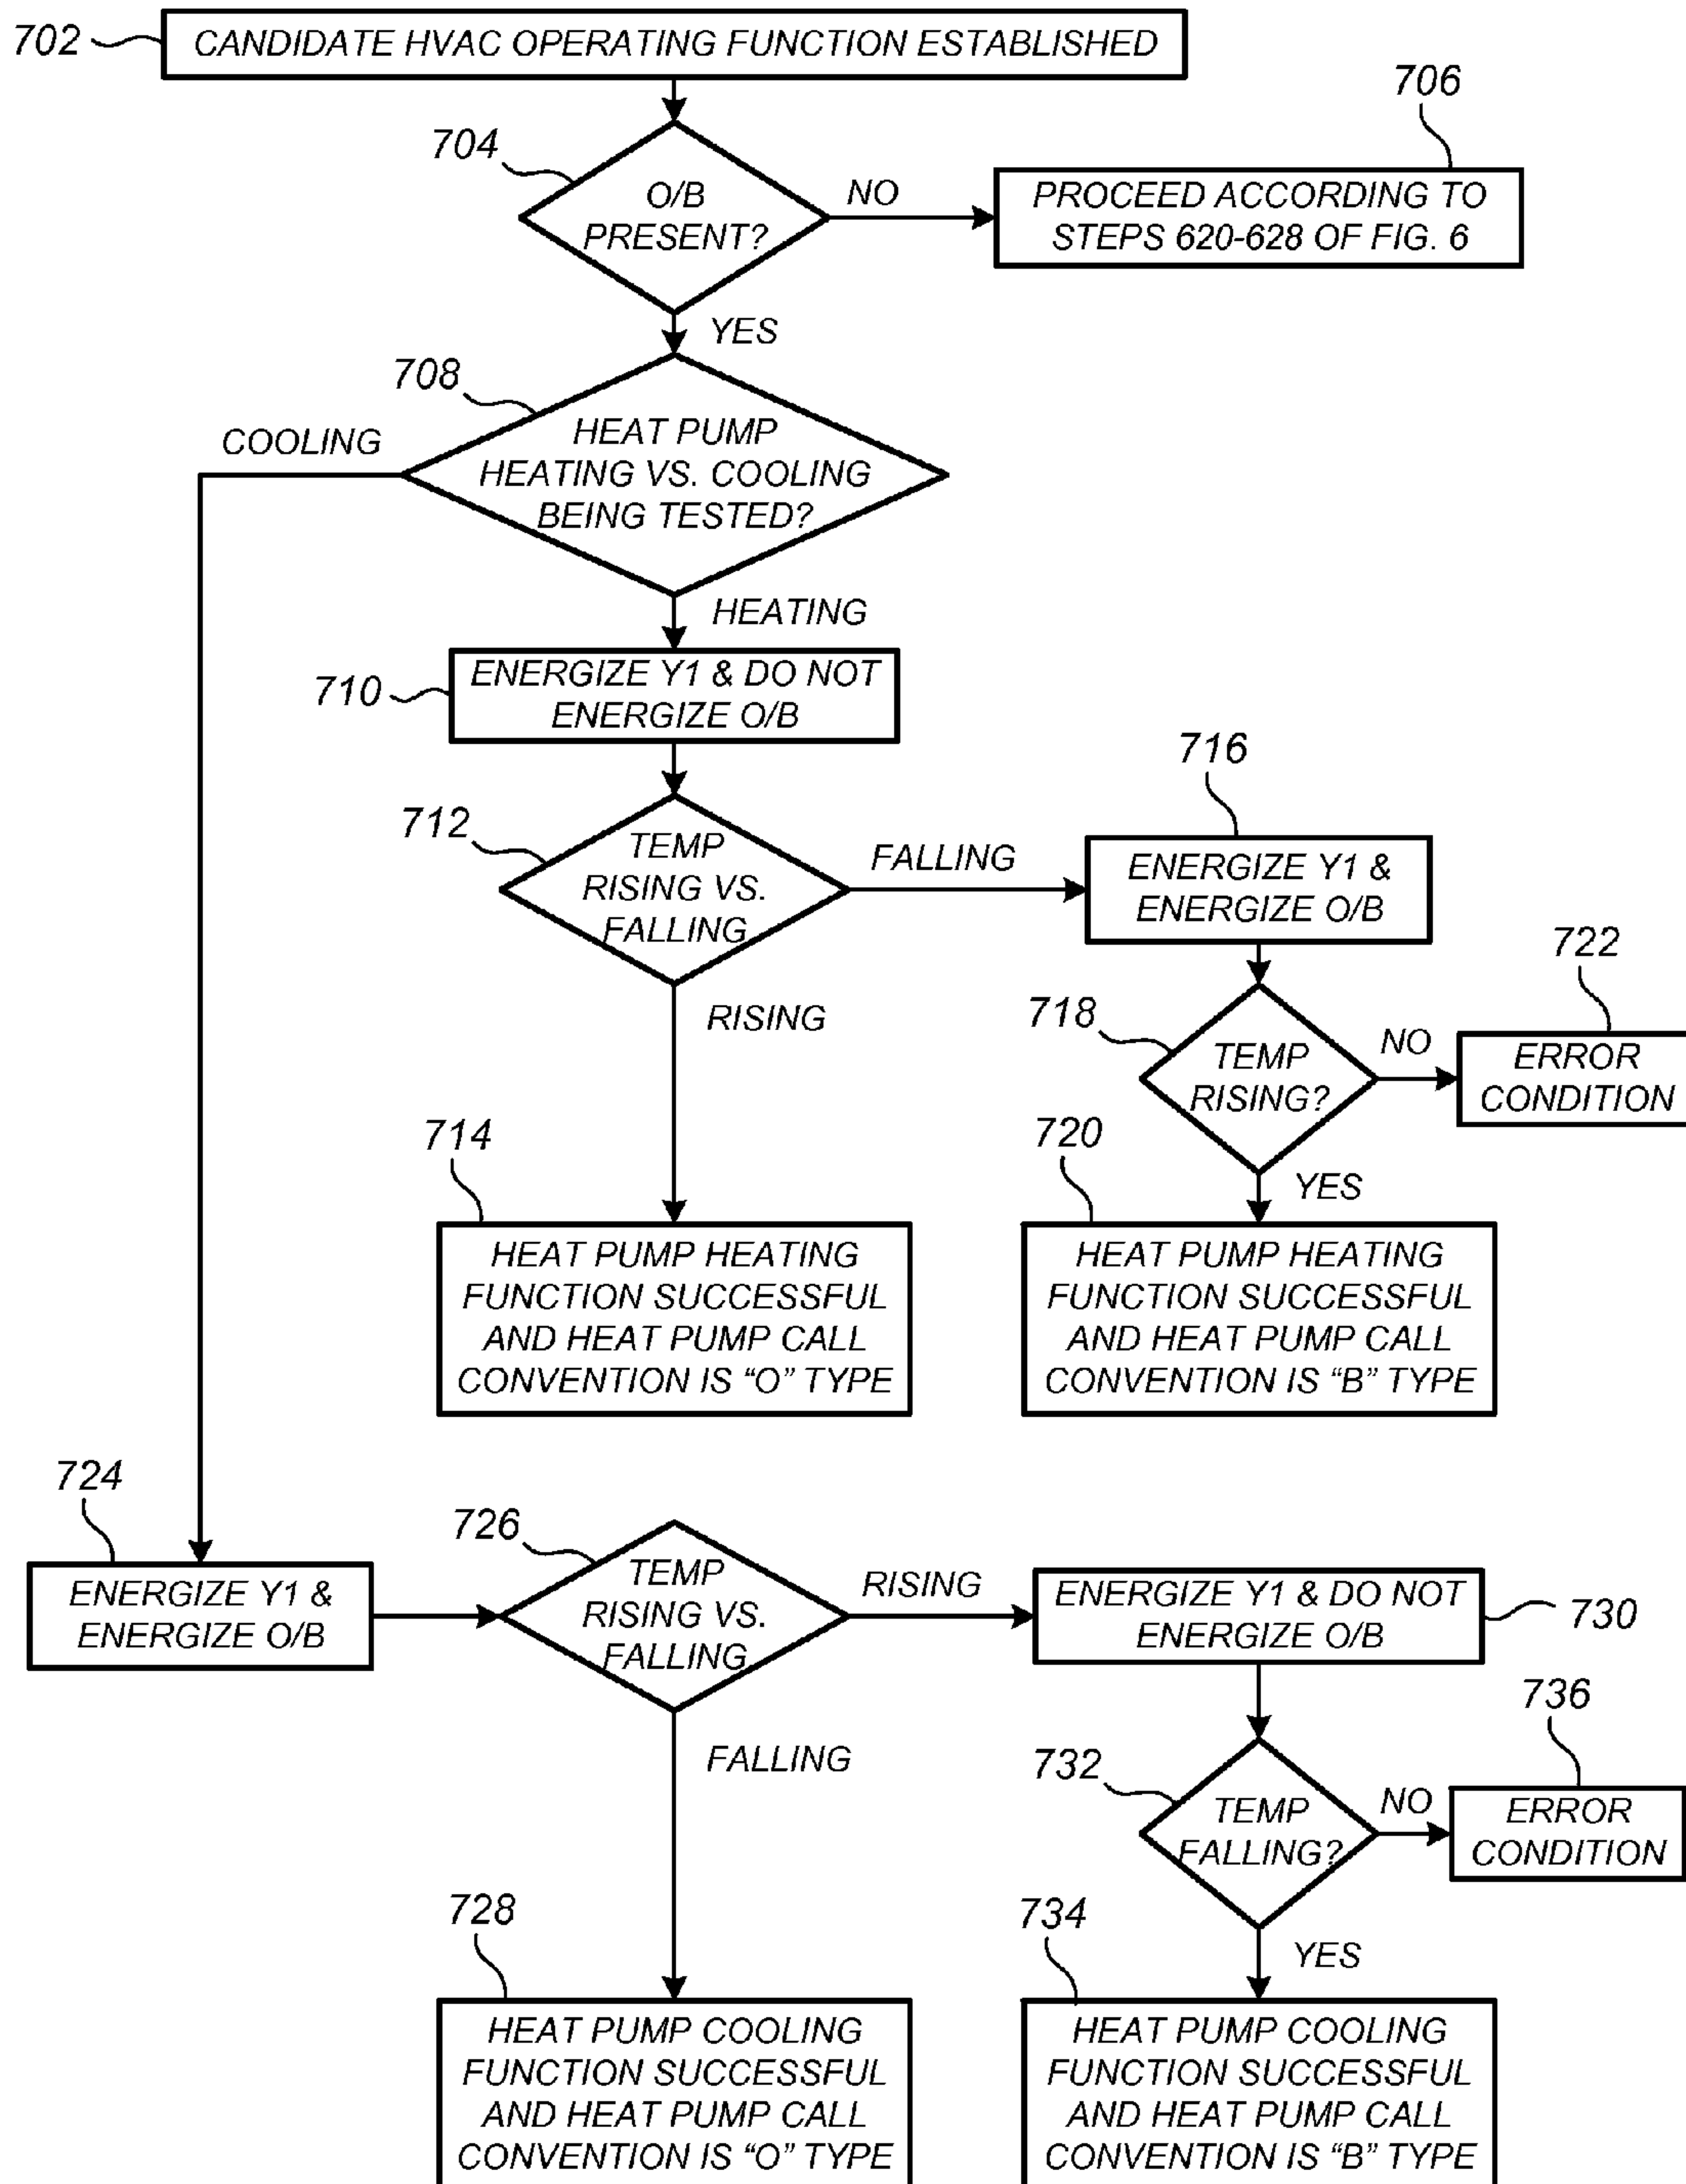 702
CANDIDATE HVAC OPERATING FUNCTION ESTABLISHED
706
704
O/B
PRESENT?
NO
PROCEED ACCORDING TO
STEPS 620-628 OF FIG. 6
YES
708
COOLING
HEAT PUMP
HEATING VS. COOLING
BEING TESTED?
HEATING
710
ENERGIZE Y1 & DO NOT
ENERGIZE O/B
716
712
TEMP
RISING VS.
FALLING
FALLING
ENERGIZE Y1 &
ENERGIZE O/B
722
RISING
718
TEMP
RISING?
NO
ERROR
CONDITION
714
720
YES
HEAT PUMP HEATING
FUNCTION SUCCESSFUL
AND HEAT PUMP CALL
CONVENTION IS “O” TYPE
HEAT PUMP HEATING
FUNCTION SUCCESSFUL
AND HEAT PUMP CALL
CONVENTION IS “B” TYPE
724
726
ENERGIZE Y1 &
ENERGIZE O/B
TEMP
RISING VS.
FALLING
RISING
ENERGIZE Y1 & DO NOT
ENERGIZE O/B
730
736
FALLING
732
TEMP
FALLING?
NO
ERROR
CONDITION
728
734
YES
HEAT PUMP COOLING
FUNCTION SUCCESSFUL
AND HEAT PUMP CALL
CONVENTION IS “O” TYPE
HEAT PUMP COOLING
FUNCTION SUCCESSFUL
AND HEAT PUMP CALL
CONVENTION IS “B” TYPE